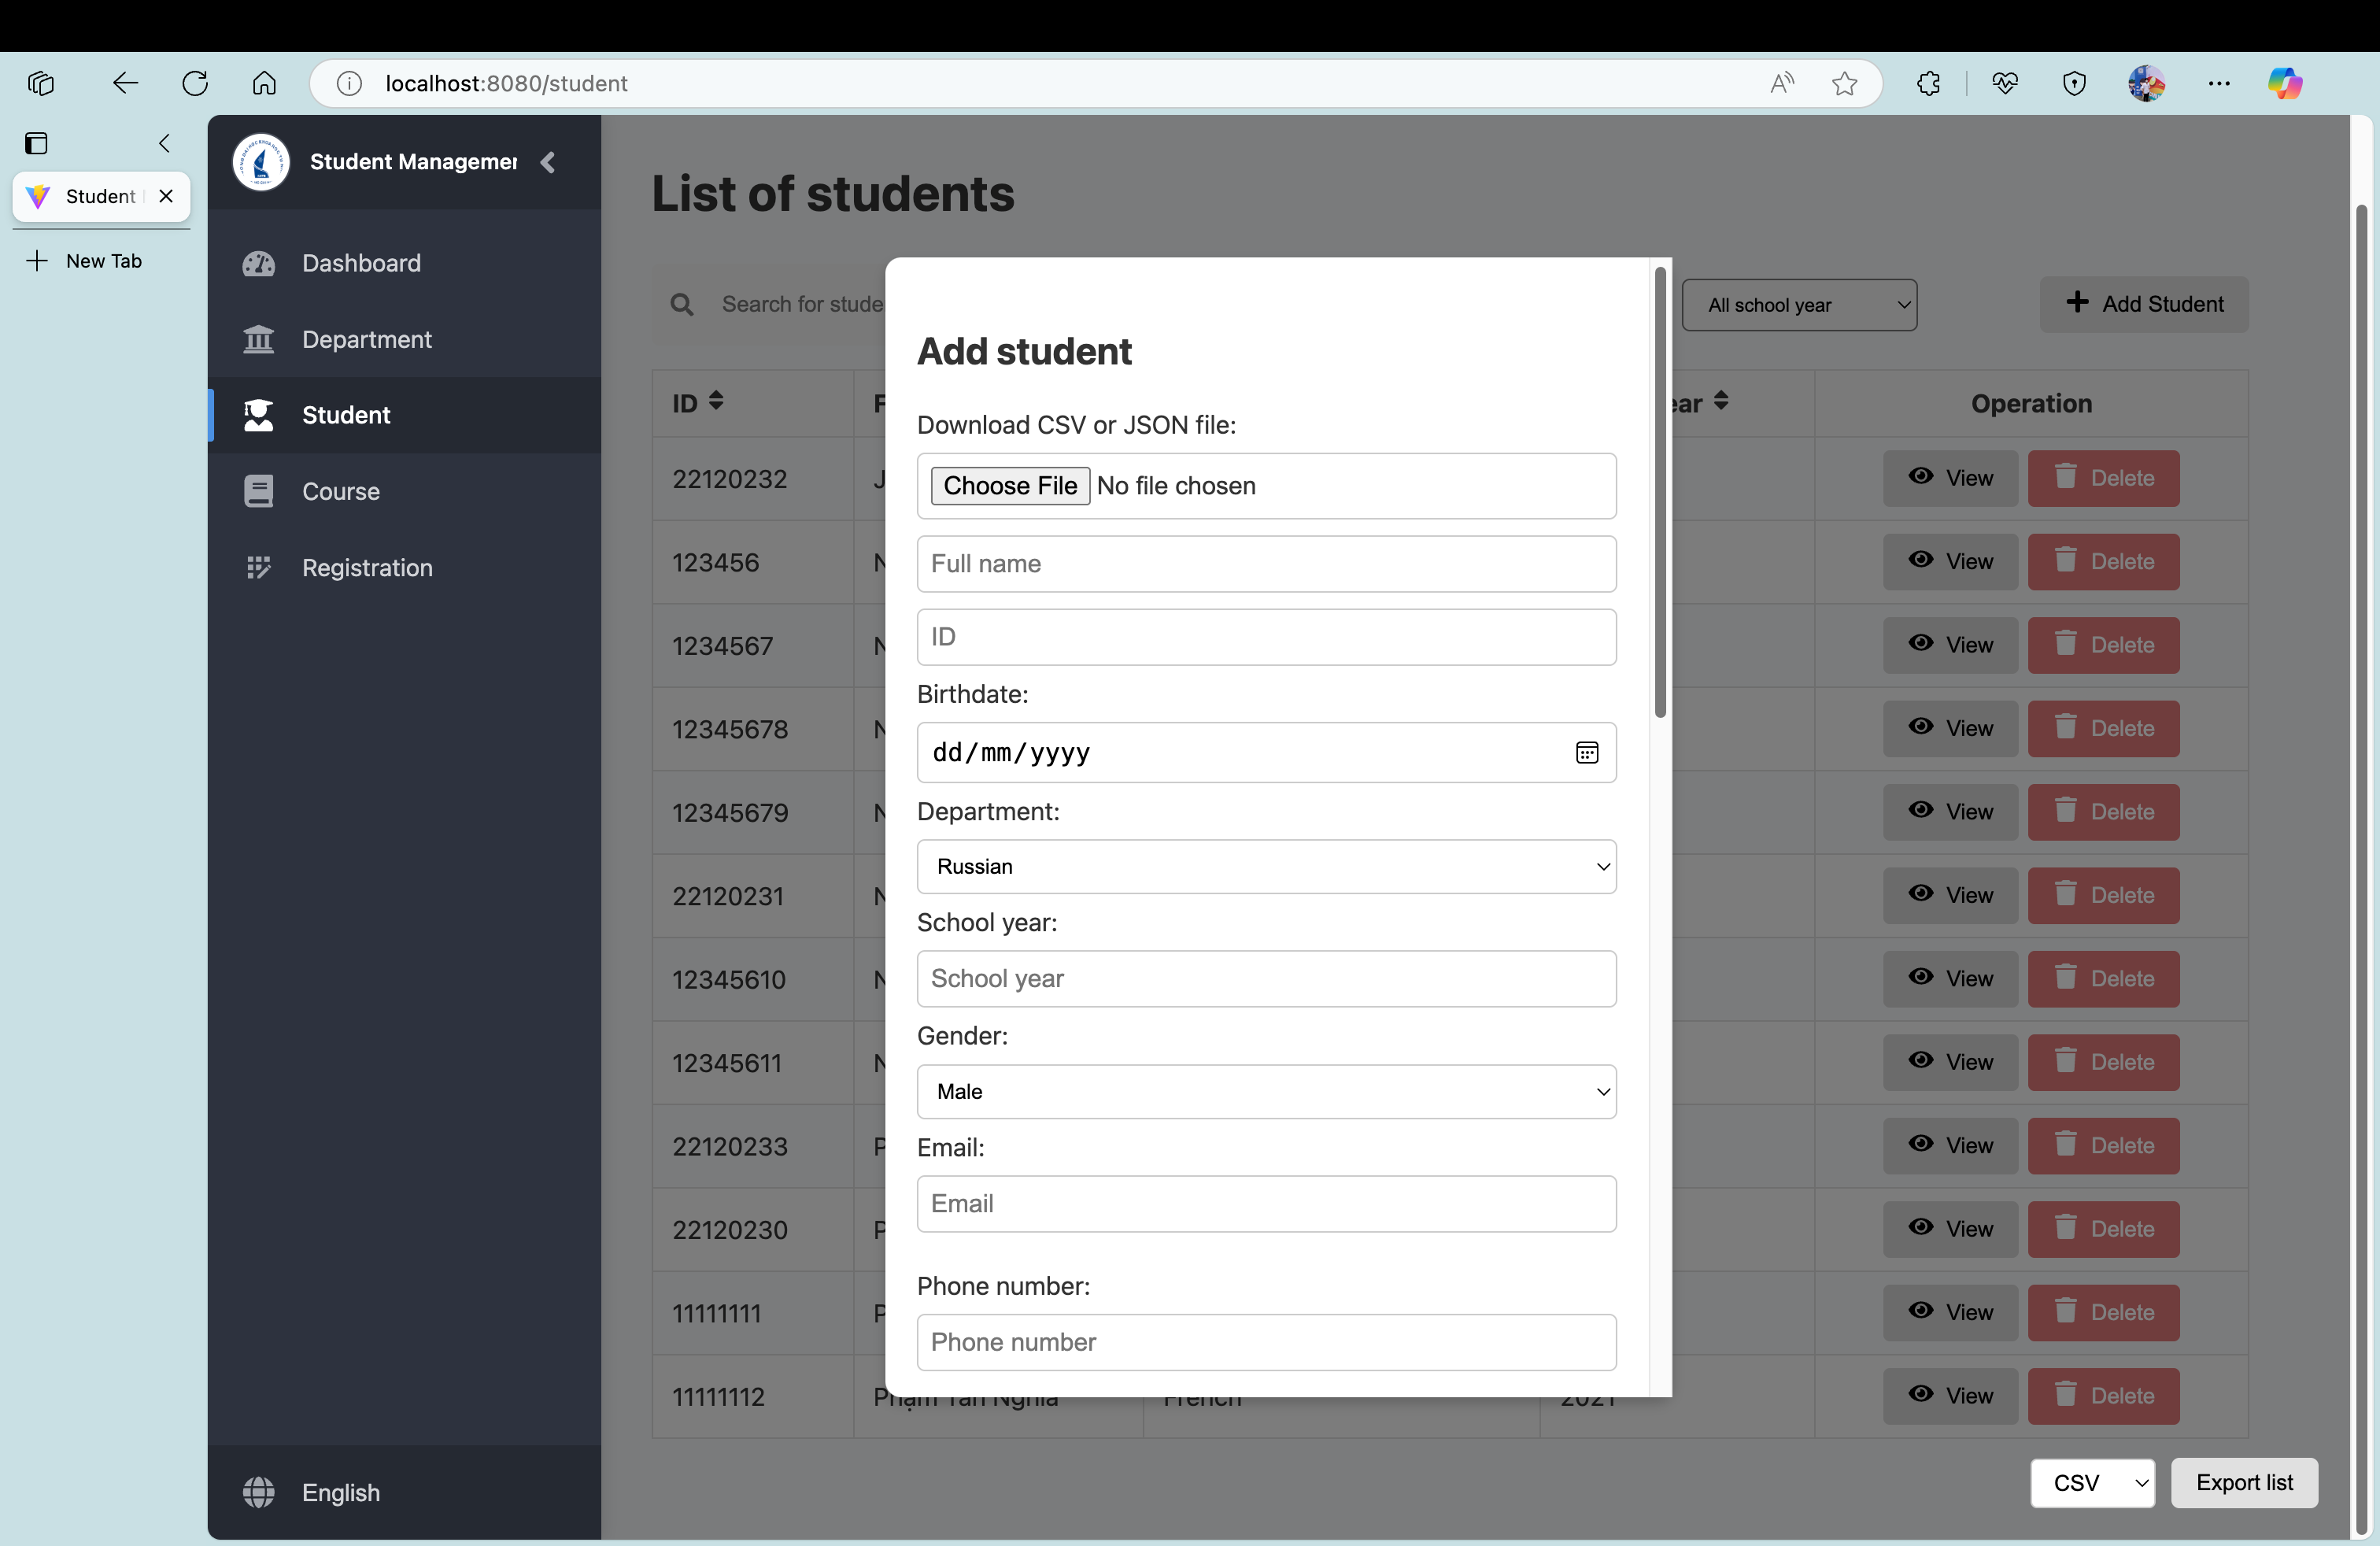 localhost:8080/student
Student
New Tab
Student Managemen
Dashboard
Department
Student
Course
Registration
English
List of students
Search for stude
All school year
Add Student
ID
ear
Operation
22120232
J
View
Delete
123456
N
View
Delete
1234567
N
View
Delete
12345678
N
View
Delete
12345679
N
View
Delete
22120231
N
View
Delete
12345610
N
View
Delete
12345611
N
View
Delete
22120233
P
View
Delete
22120230
P
View
Delete
11111111
P
View
Delete
11111112
Phạm Tấn Nghĩa
French
2021
View
Delete
Add student
Download CSV or JSON file:
Choose File No file chosen
Full name
ID
Birthdate:
dd/mm/yyyy
Department:
Russian
School year:
School year
Gender:
Male
Email:
Email
Phone number:
Phone number
CSV
Export list